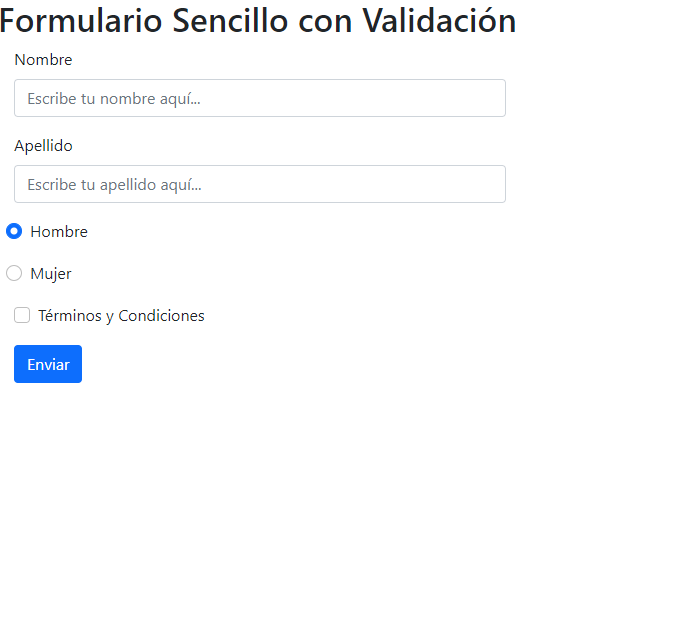 Formulario Sencillo con Validación
Nombre
Escribe tu nombre aquí...
Apellido
Escribe tu apellido aquí...
Hombre
Mujer
Términos y Condiciones
Enviar